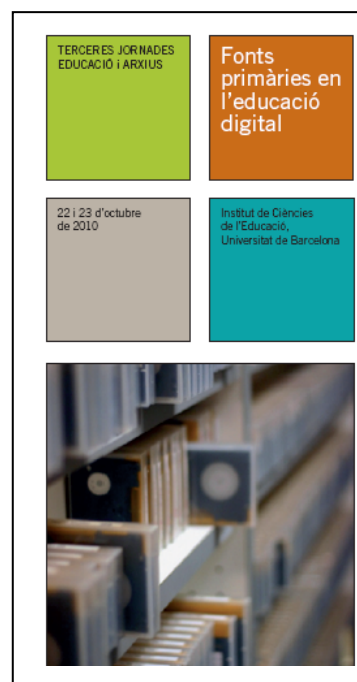 TERCERES JORNADES
EDUCACIÓ i ARXIUS
Fonts
primàries en
l'educació
digital
22 i 23 d'octubre
de 2010
Institut de Ciències
de l'Educació,
Universitat de Barcelona